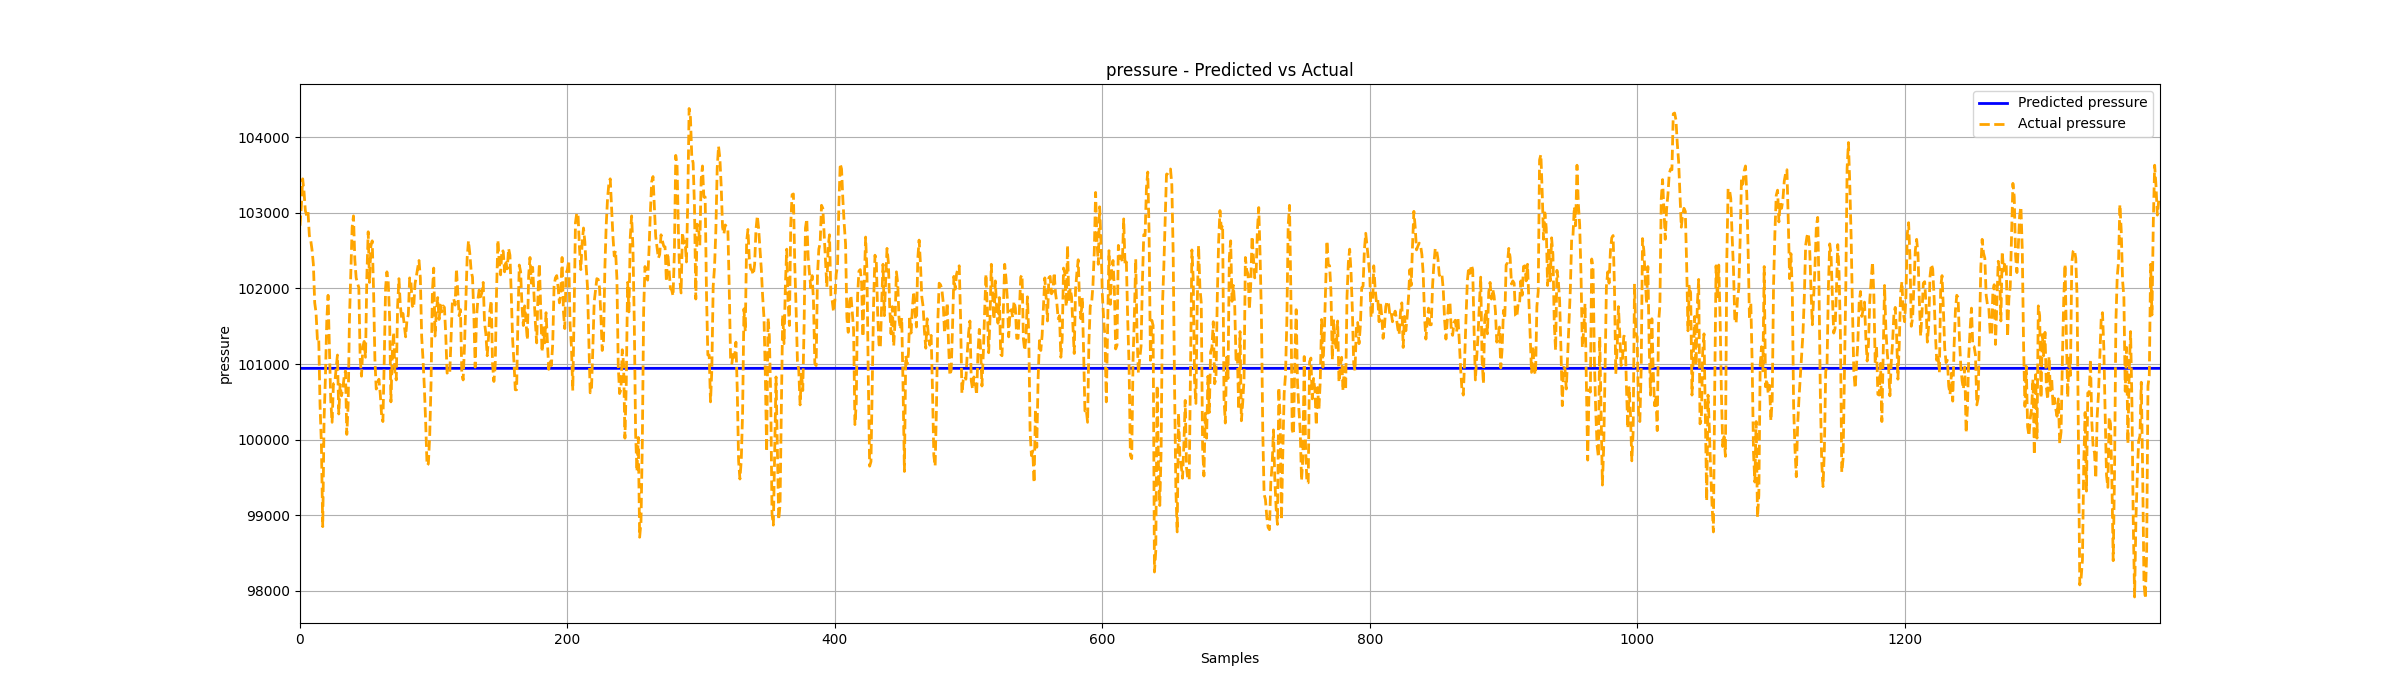 pressure - Predicted vs Actual
Predicted pressure
Actual pressure
104000
103000
102000
101000
100000
99000
98000
pressure
0 200 400 600 800 1000 1200
Samples